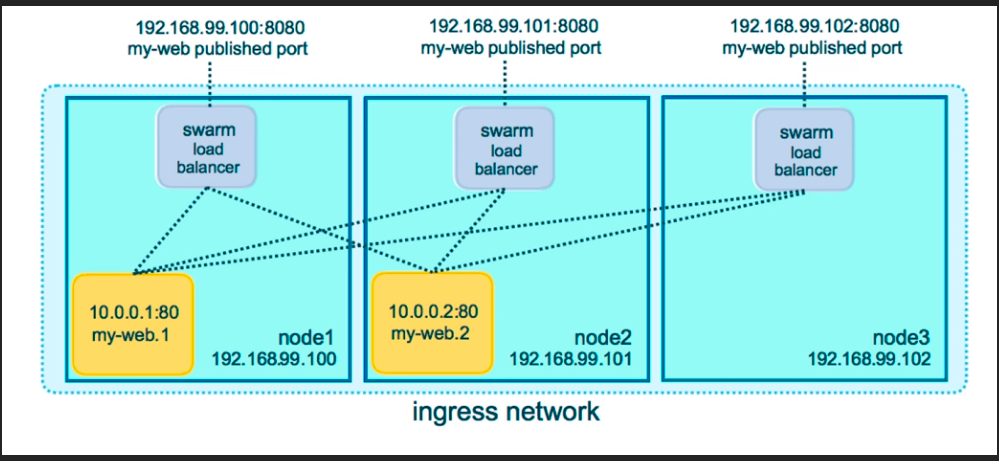 192.168.99.100:8080
my-web published port
192.168.99.101:8080
my-web published port
192.168.99.102:8080
my-web published port
swarm
load
balancer
swarm
load
balancer
swarm
load
balancer
10.0.0.1:80
my-web.1
node1
192.168.99.100
10.0.0.2:80
my-web.2
node2
192.168.99.101
node3
192.168.99.102
ingress network